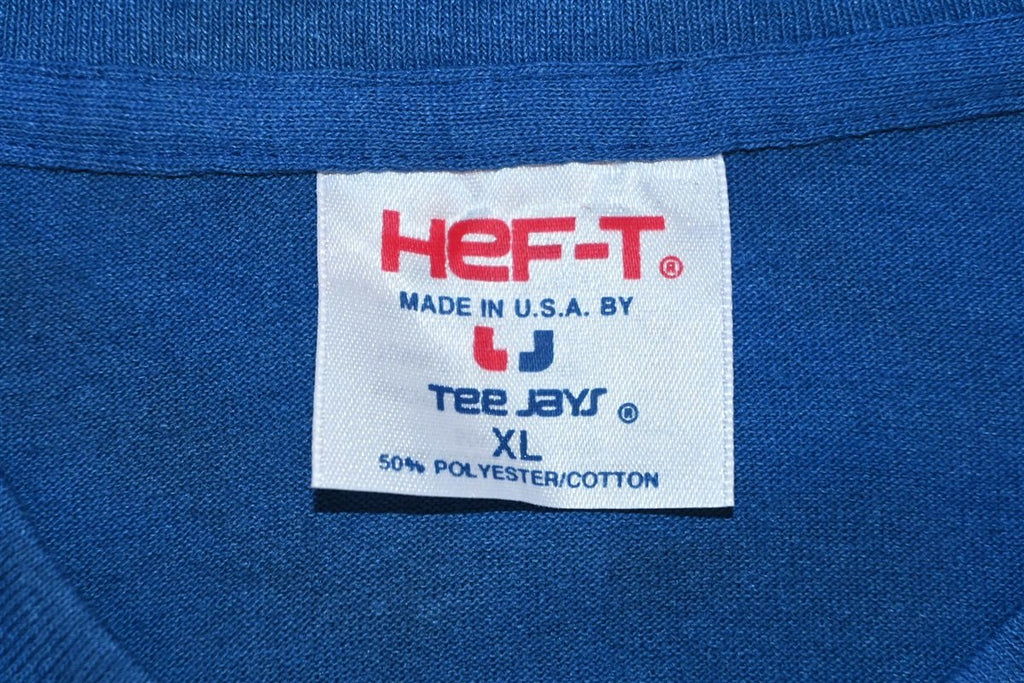 HeF-T®
MADE IN U.S.A. BY
Tee Jays®
XL
50% POLYESTER/COTTON